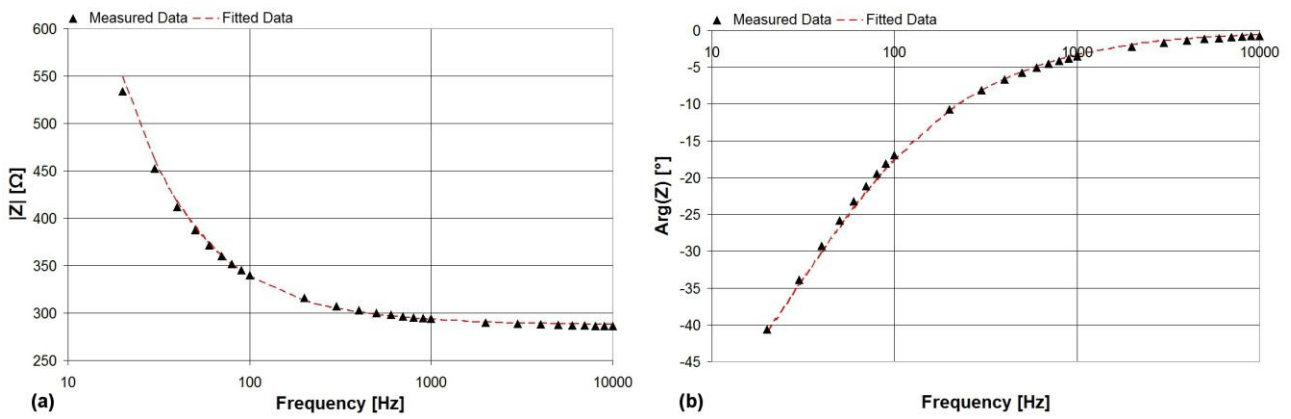 Measured Data Fitted Data
600
550
500
450
400
350
300
250
|Z| [Ω]
10 100 1000 10000
(a) Frequency [Hz]
Measured Data Fitted Data
0
-5
-10
-15
-20
-25
-30
-35
-40
-45
Arg(Z) [°]
10 100 1000 10000
(b) Frequency [Hz]